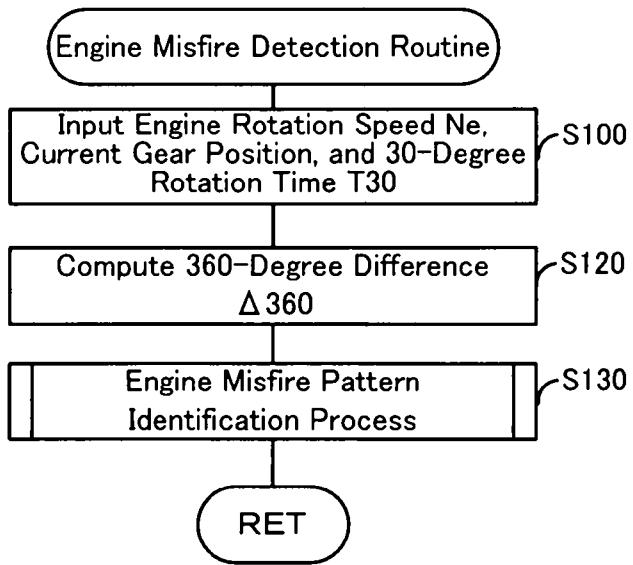 Engine Misfire Detection Routine
Input Engine Rotation Speed Ne,
Current Gear Position, and 30-Degree
Rotation Time T30
S100
Compute 360-Degree Difference
Δ360
S120
Engine Misfire Pattern
Identification Process
S130
RET